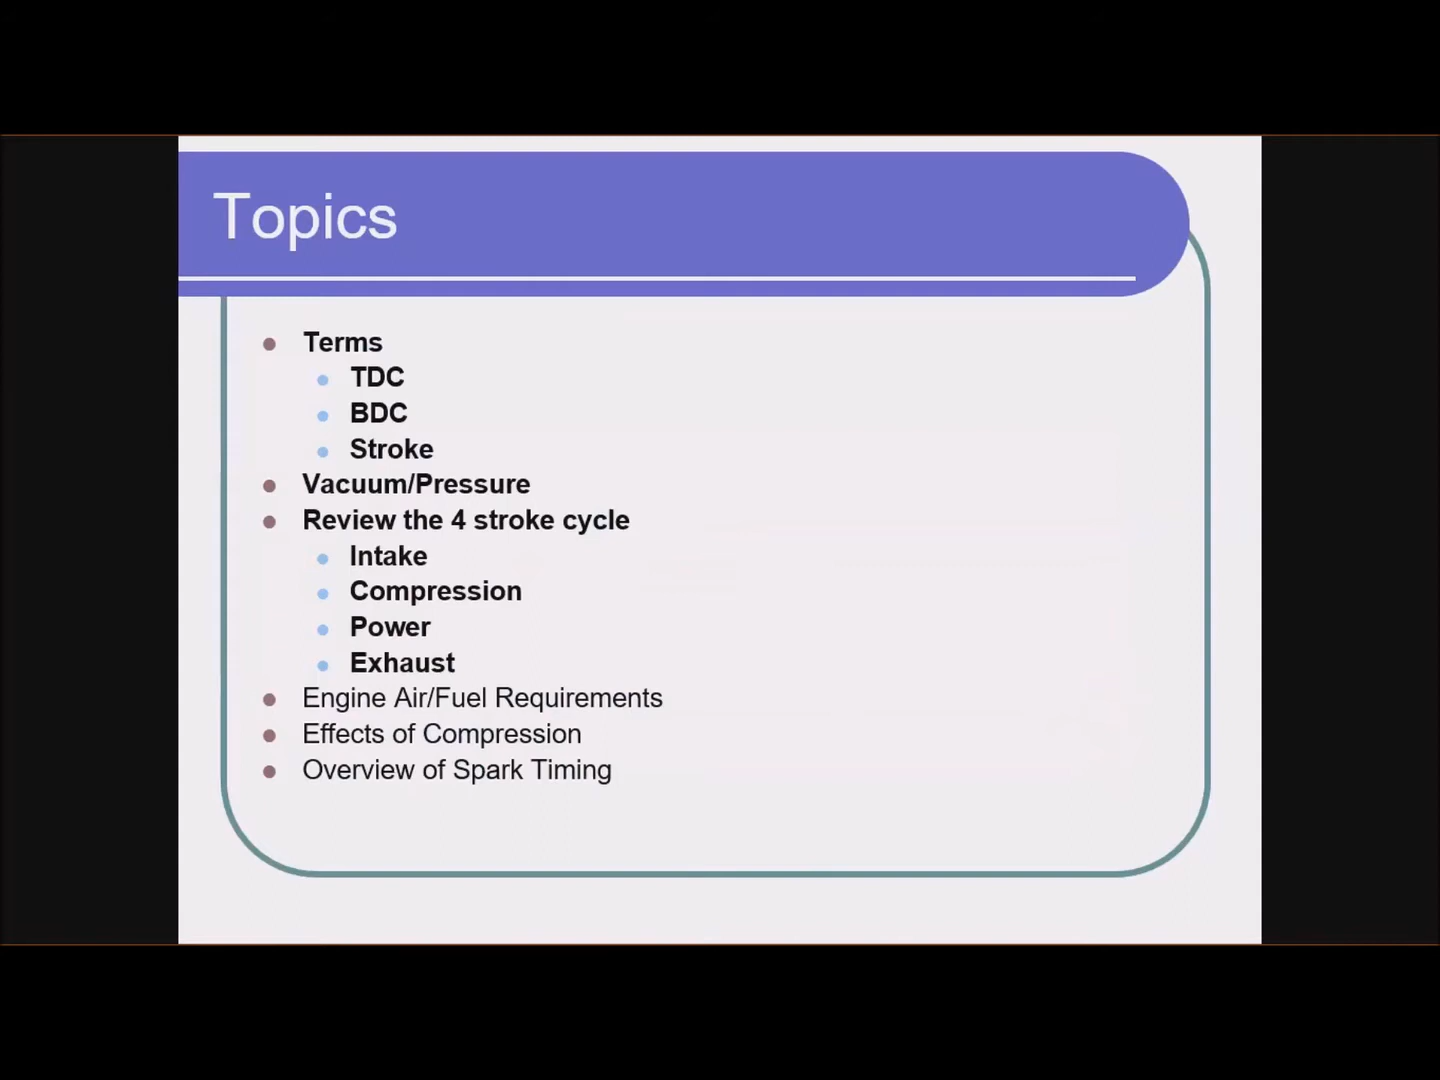 Topics
Terms
TDC
BDC
Stroke
Vacuum/Pressure
Review the 4 stroke cycle
Intake
Compression
Power
Exhaust
Engine Air/Fuel Requirements
Effects of Compression
Overview of Spark Timing